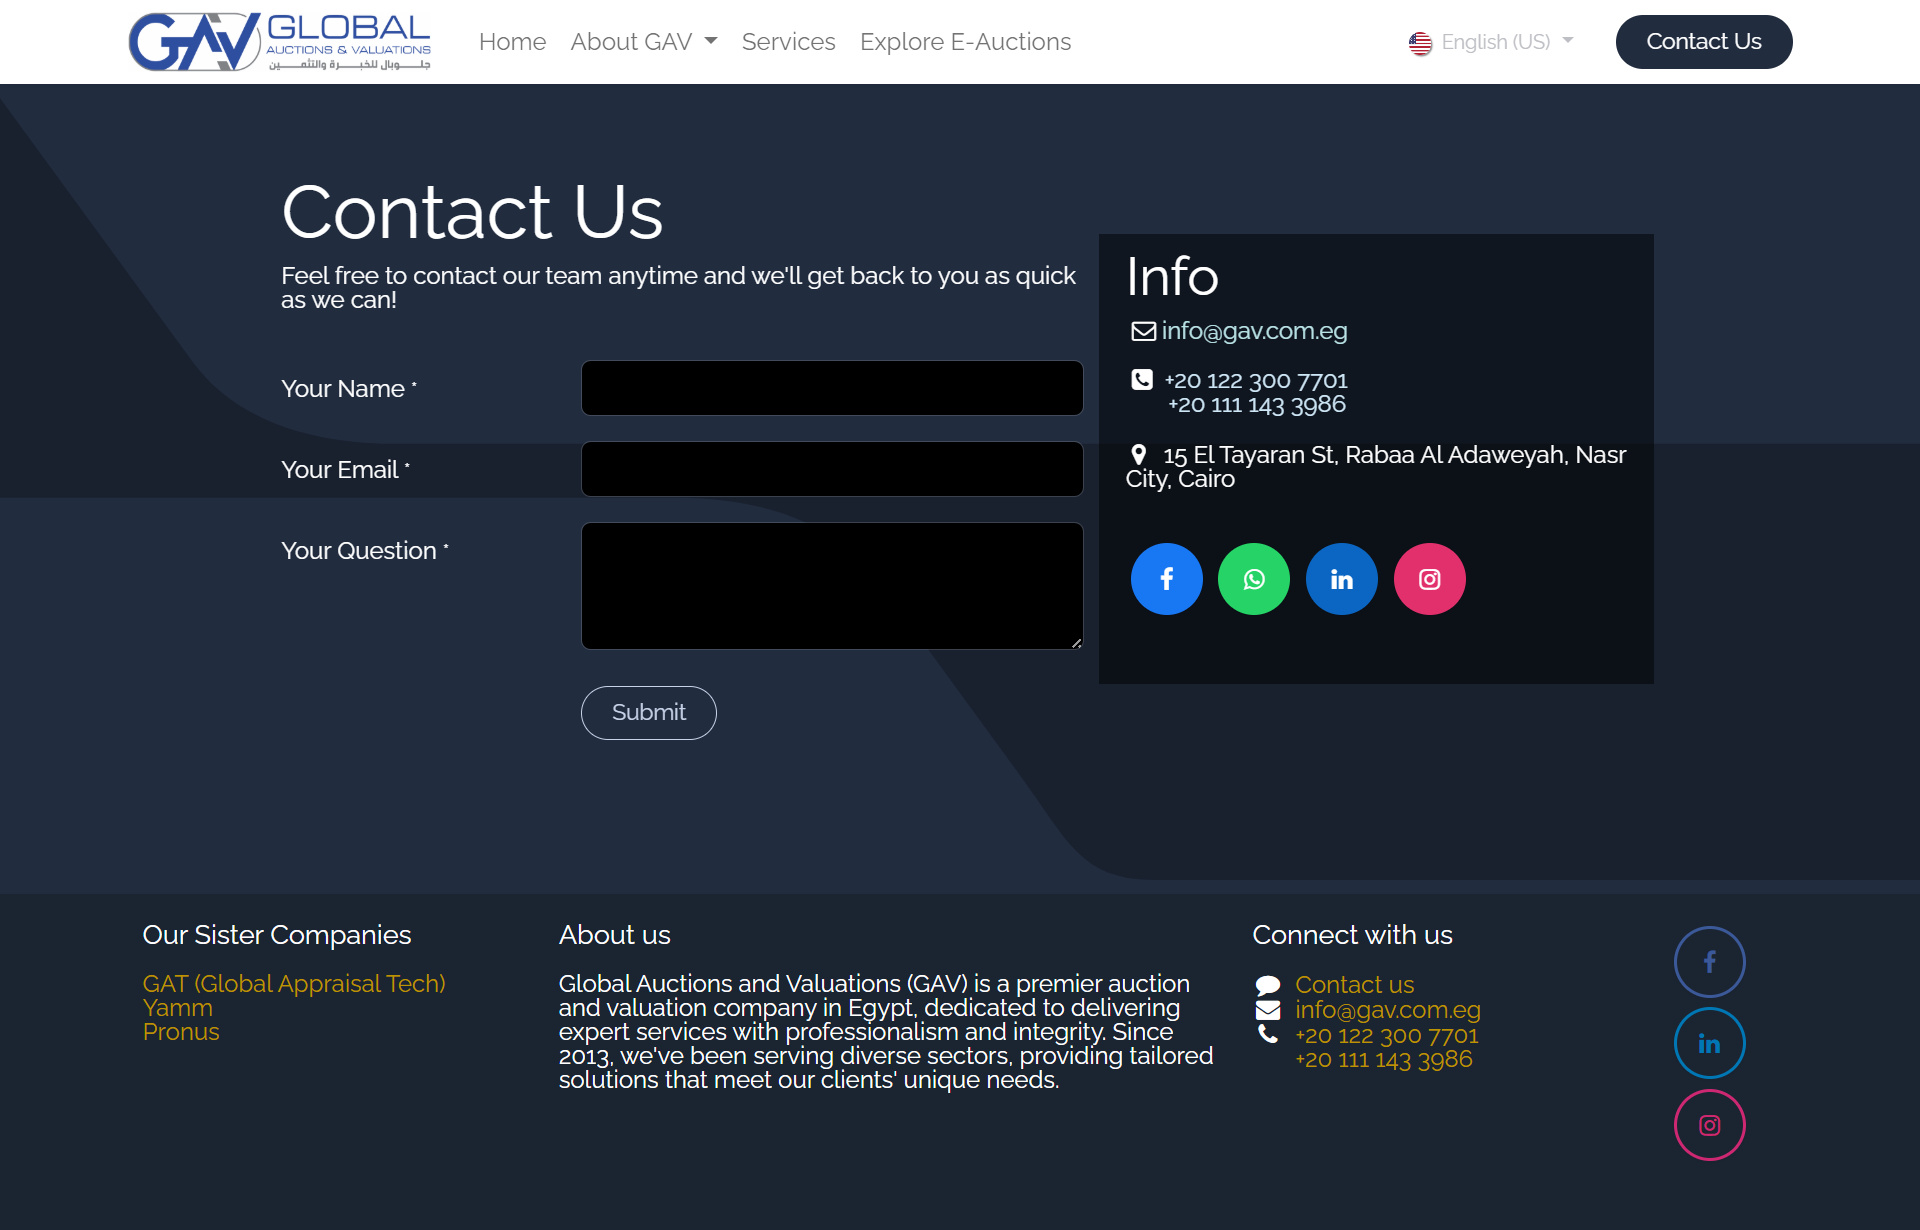 GAV GLOBAL
AUCTIONS & VALUATIONS
جلوبال للخبرة والتثمين
Home
About GAV
Services
Explore E-Auctions
English (US)
Contact Us
Contact Us
Feel free to contact our team anytime and we'll get back to you as quick
as we can!
Your Name *
Your Email *
Your Question *
Submit
Info
info@gav.com.eg
+20 122 300 7701
+20 111 143 3986
15 El Tayaran St, Rabaa Al Adaweyah, Nasr
City, Cairo
Our Sister Companies
GAT (Global Appraisal Tech)
Yamm
Pronus
About us
Global Auctions and Valuations (GAV) is a premier auction
and valuation company in Egypt, dedicated to delivering
expert services with professionalism and integrity. Since
2013, we've been serving diverse sectors, providing tailored
solutions that meet our clients' unique needs.
Connect with us
Contact us
info@gav.com.eg
+20 122 300 7701
+20 111 143 3986